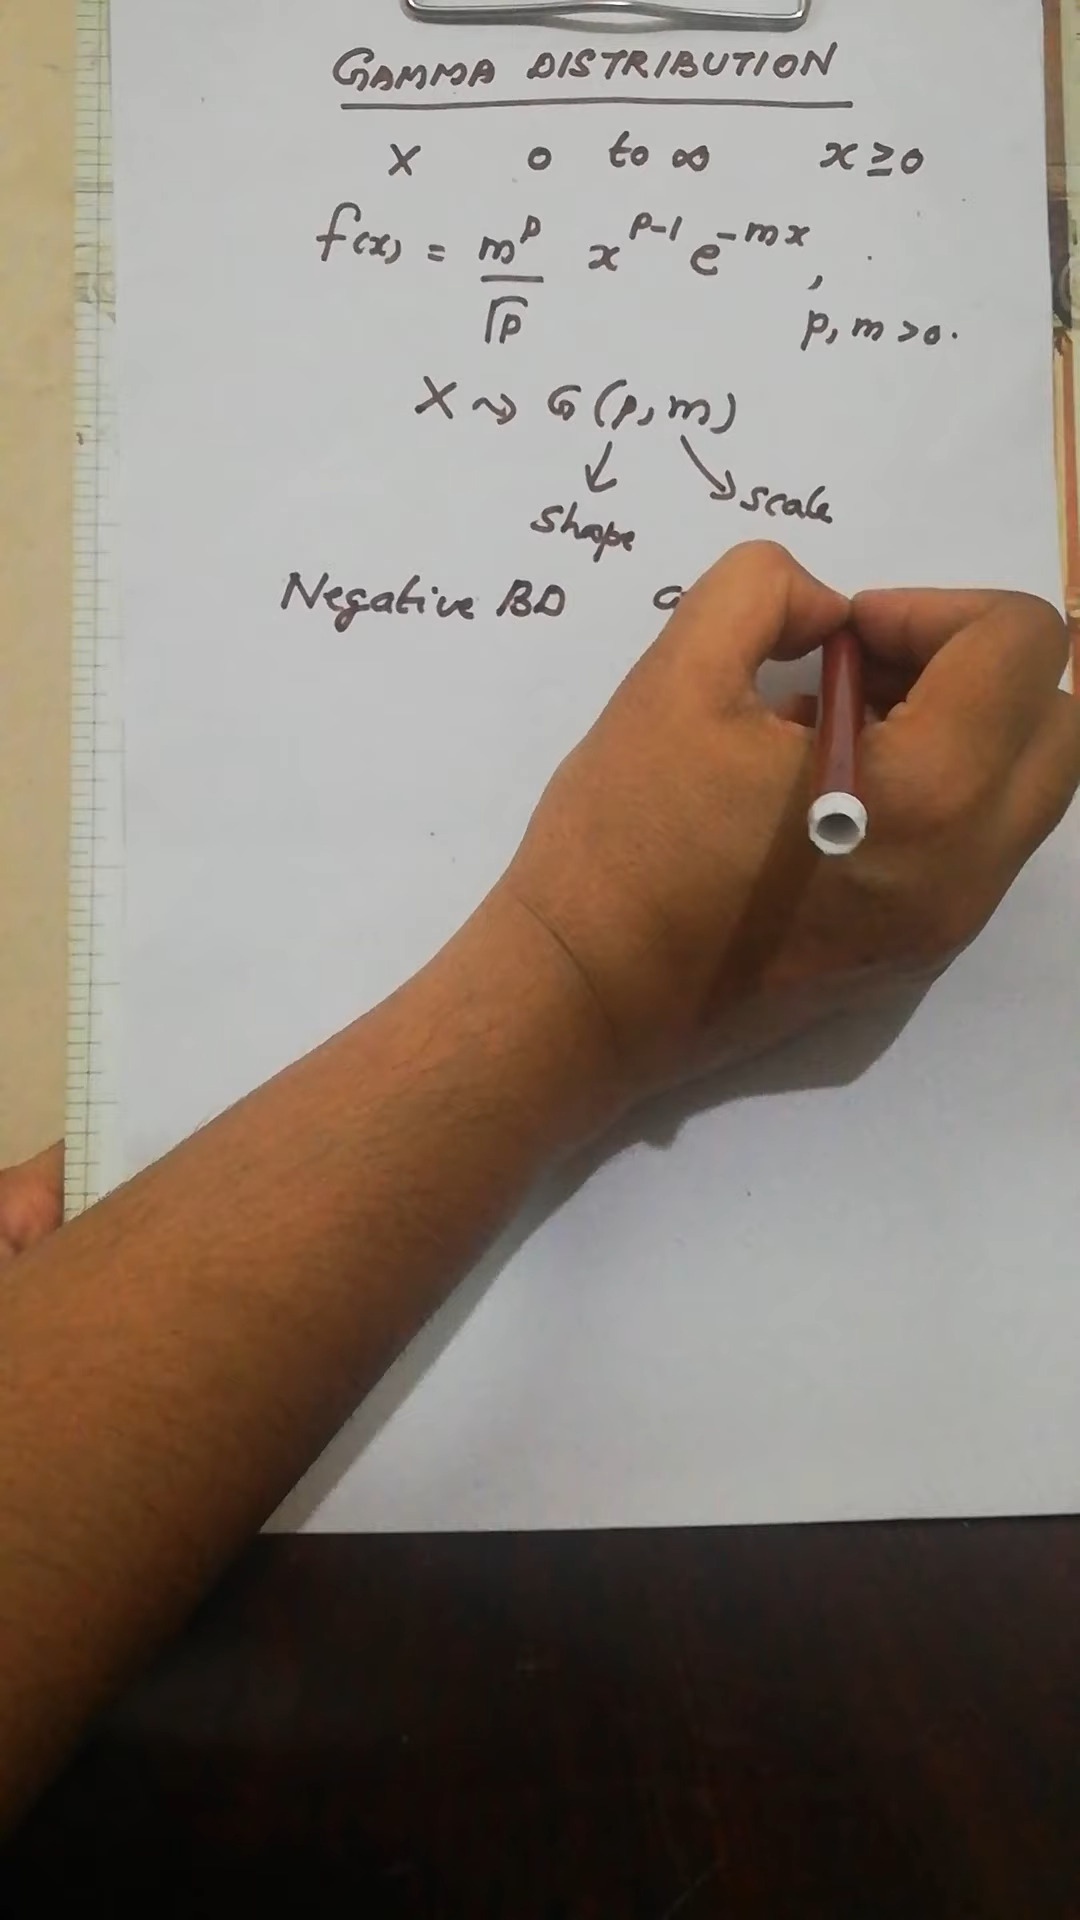 GAMMA DISTRIBUTION
X 0 to ∞ x ≥ 0
f(x) = m^p/Γp x^(p-1) e^(-mx),
p, m > 0.
X ~> G (p, m)
↓ ↘
shape scale
Negative BD